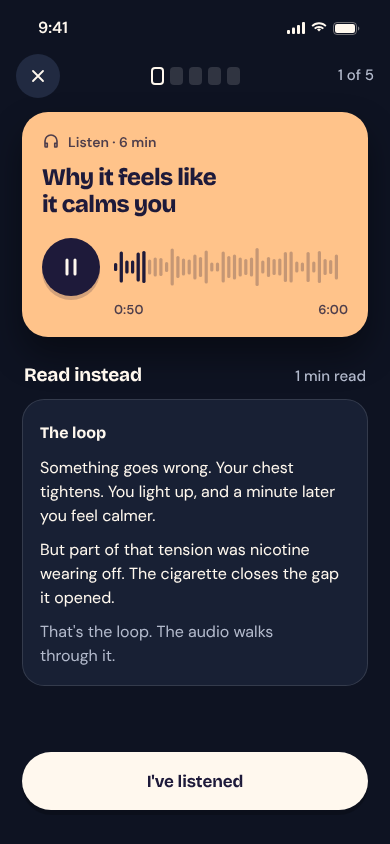 9:41
1 of 5
Listen · 6 min
Why it feels like
it calms you
0:50
6:00
Read instead
1 min read
The loop
Something goes wrong. Your chest
tightens. You light up, and a minute later
you feel calmer.
But part of that tension was nicotine
wearing off. The cigarette closes the gap
it opened.
That's the loop. The audio walks
through it.
I've listened